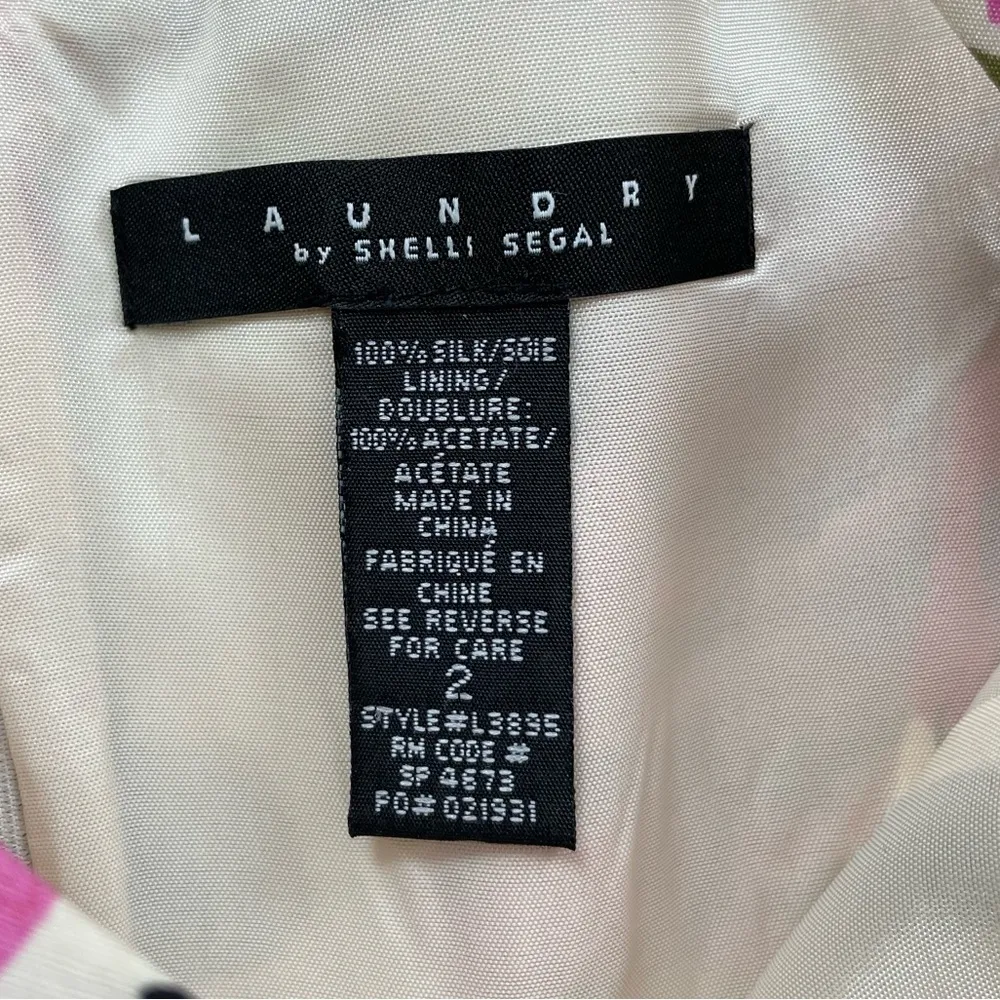 LAUNDRY
by SHELLI SEGAL
100% SILK/SOIE
LINING/
DOUBLURE:
100% ACETATE/
ACÉTATE
MADE IN
CHINA
FABRIQUÉ EN
CHINE
SEE REVERSE
FOR CARE
2
STYLE#L3895
RM CODE #
SP 4673
PO# 021931